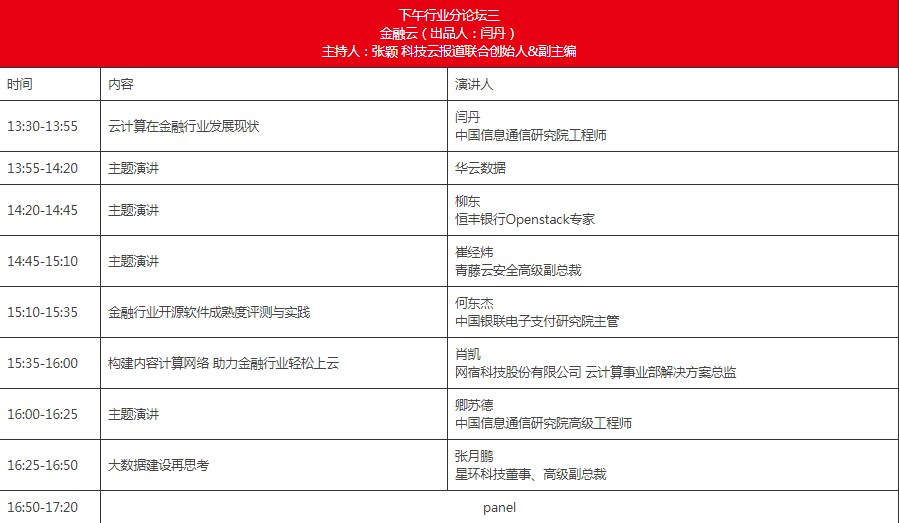 下午行业分论坛三
金融云（出品人：闫丹）
主持人：张颖 科技云报道联合创始人&副主编
时间 内容 演讲人
13:30-13:55 云计算在金融行业发展现状 闫丹
中国信息通信研究院工程师
13:55-14:20 主题演讲 华云数据
14:20-14:45 主题演讲 柳东
恒丰银行Openstack专家
14:45-15:10 主题演讲 崔经炜
青藤云安全高级副总裁
15:10-15:35 金融行业开源软件成熟度评测与实践 何东杰
中国银联电子支付研究院主管
15:35-16:00 构建内容计算网络 助力金融行业轻松上云 肖凯
网宿科技股份有限公司 云计算事业部解决方案总监
16:00-16:25 主题演讲 卿苏德
中国信息通信研究院高级工程师
16:25-16:50 大数据建设再思考 张月鹏
星环科技董事、高级副总裁
16:50-17:20 panel